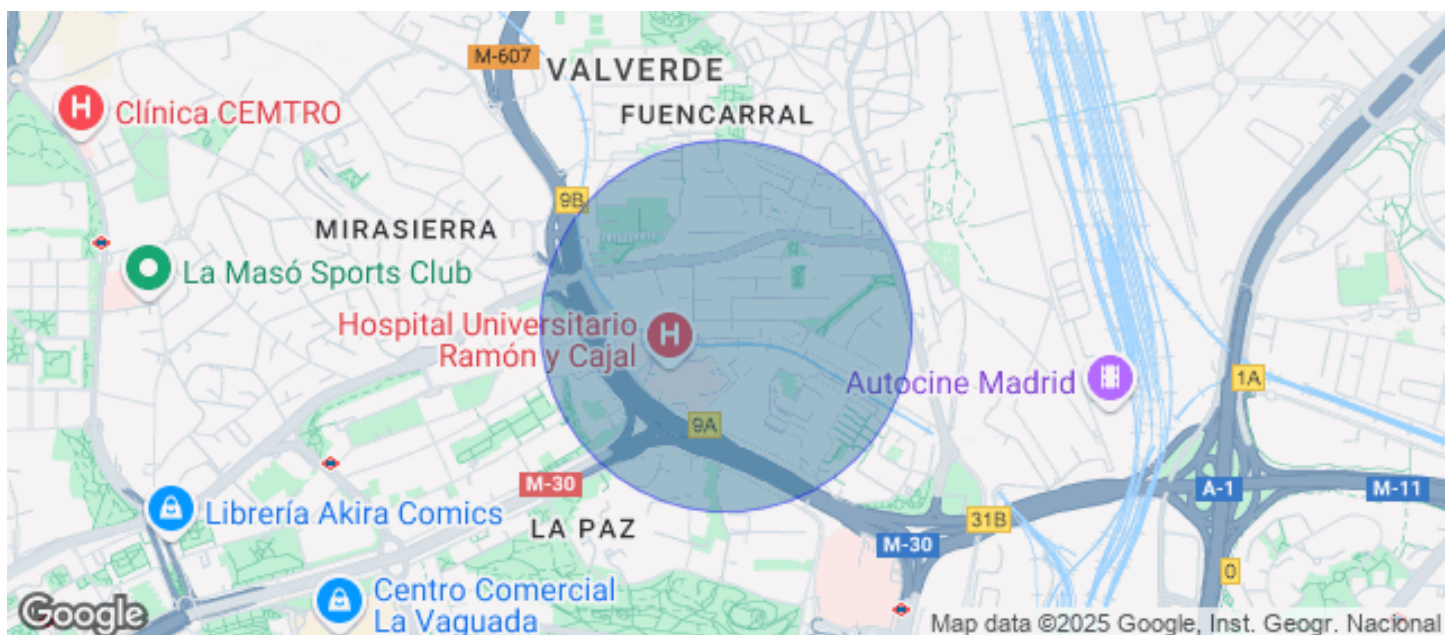 M-607
VALVERDE
FUENCARRAL
Clínica CEMTRO
9B
MIRASIERRA
La Masó Sports Club
Hospital Universitario
Ramón y Cajal
Autocine Madrid
1A
9A
M-30
A-1
M-11
Librería Akira Comics
LA PAZ
31B
M-30
0
Centro Comercial
La Vaguada
Google
Map data ©2025 Google, Inst. Geogr. Nacional